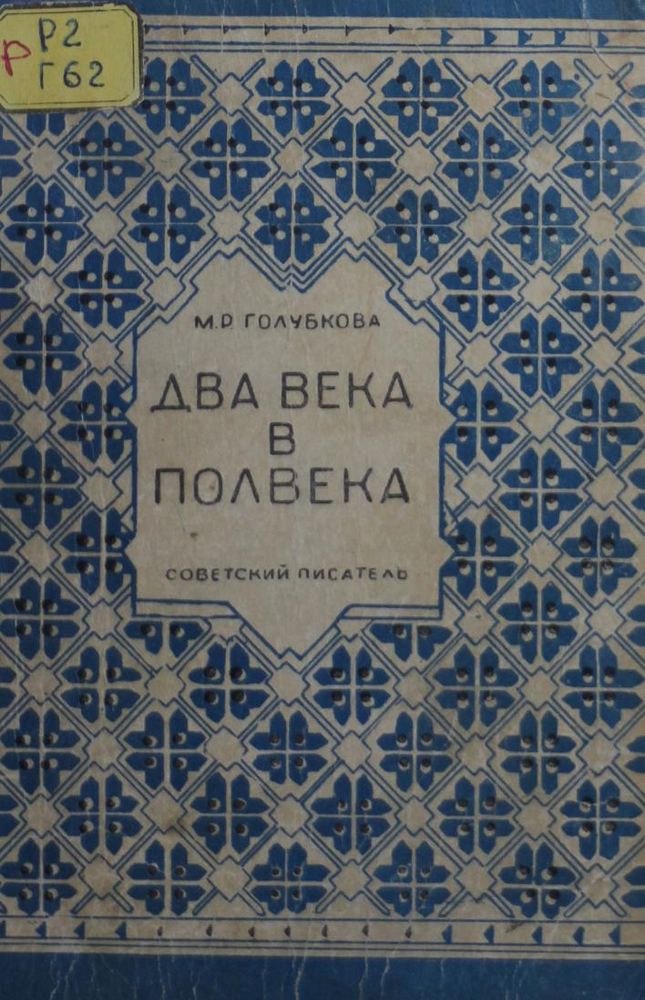 Р Р2
Г62
М.Р. ГОЛУБКОВА
ДВА ВЕКА
В
ПОЛВЕКА
СОВЕТСКИЙ ПИСАТЕЛЬ